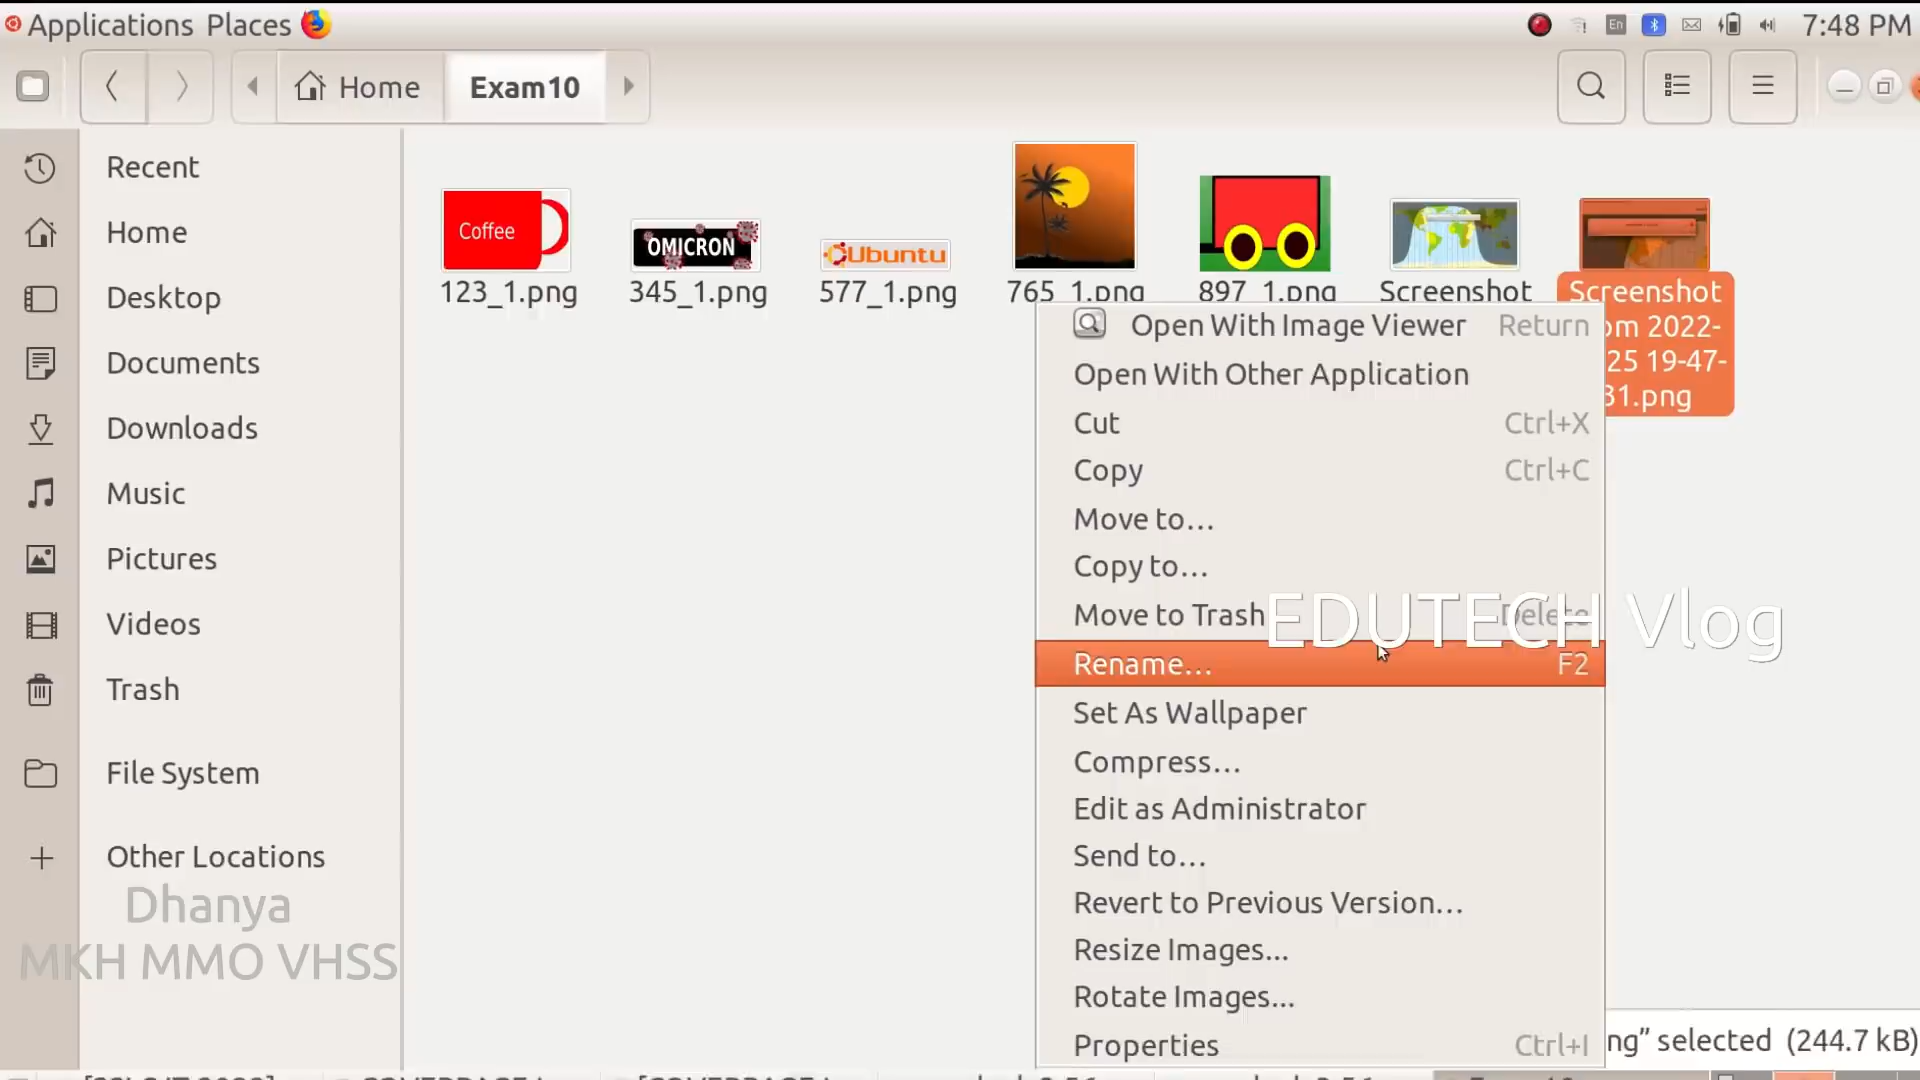 Applications Places
En
7:48 PM
Home
Exam10
Recent
Home
Desktop
Documents
Downloads
Music
Pictures
Videos
Trash
File System
Other Locations
Dhanya
MKH MMO VHSS
Coffee
OMICRON
Ubuntu
123_1.png
345_1.png
577_1.png
765_1.png
897_1.png
Screenshot
Screenshot
om 2022-
25 19-47-
31.png
Open With Image Viewer Return
Open With Other Application
Cut Ctrl+X
Copy Ctrl+C
Move to...
Copy to...
Move to Trash Delete
EDUTECH Vlog
Rename... F2
Set As Wallpaper
Compress...
Edit as Administrator
Send to...
Revert to Previous Version...
Resize Images...
Rotate Images...
Properties Ctrl+I
ng” selected (244.7 kB)